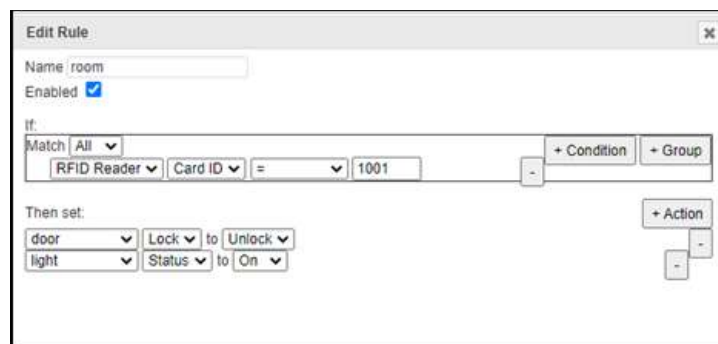 Edit Rule
Name room
Enabled
If:
Match All
+ Condition + Group
RFID Reader Card ID = 1001 -
Then set:
+ Action
door Lock to Unlock -
light Status to On -